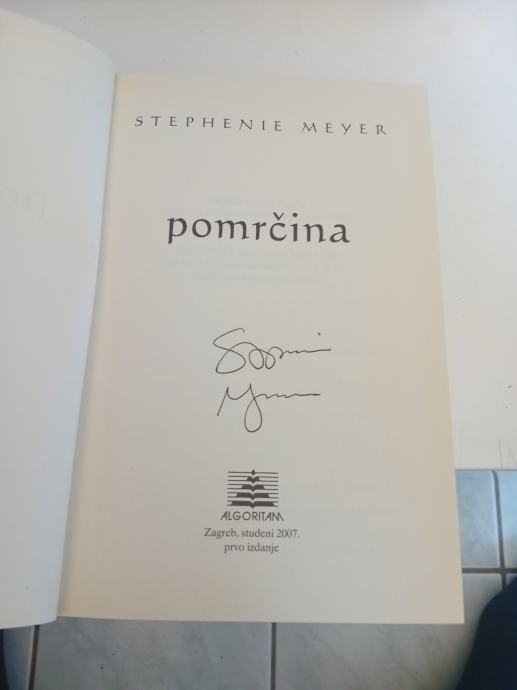 STEPHENIE MEYER
pomrčina
ALGORITAM
Zagreb, studeni 2007.
prvo izdanje